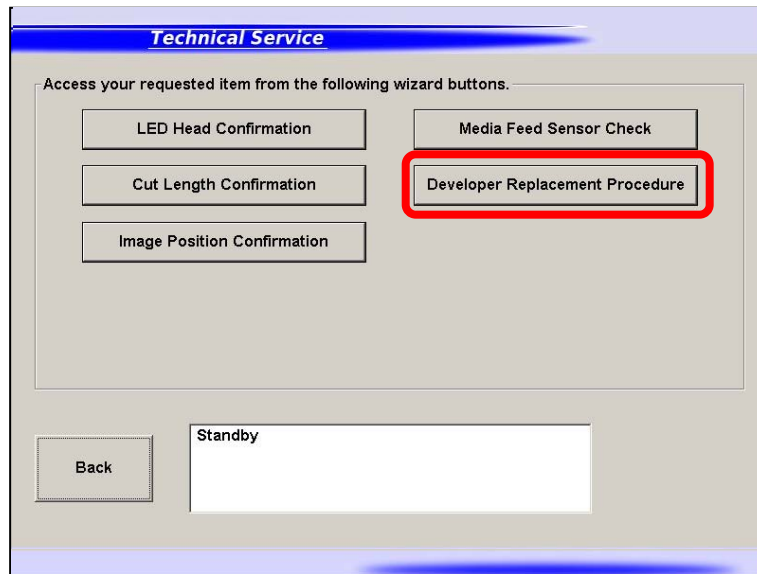 Technical Service
Access your requested item from the following wizard buttons.
LED Head Confirmation
Media Feed Sensor Check
Cut Length Confirmation
Developer Replacement Procedure
Image Position Confirmation
Standby
Back